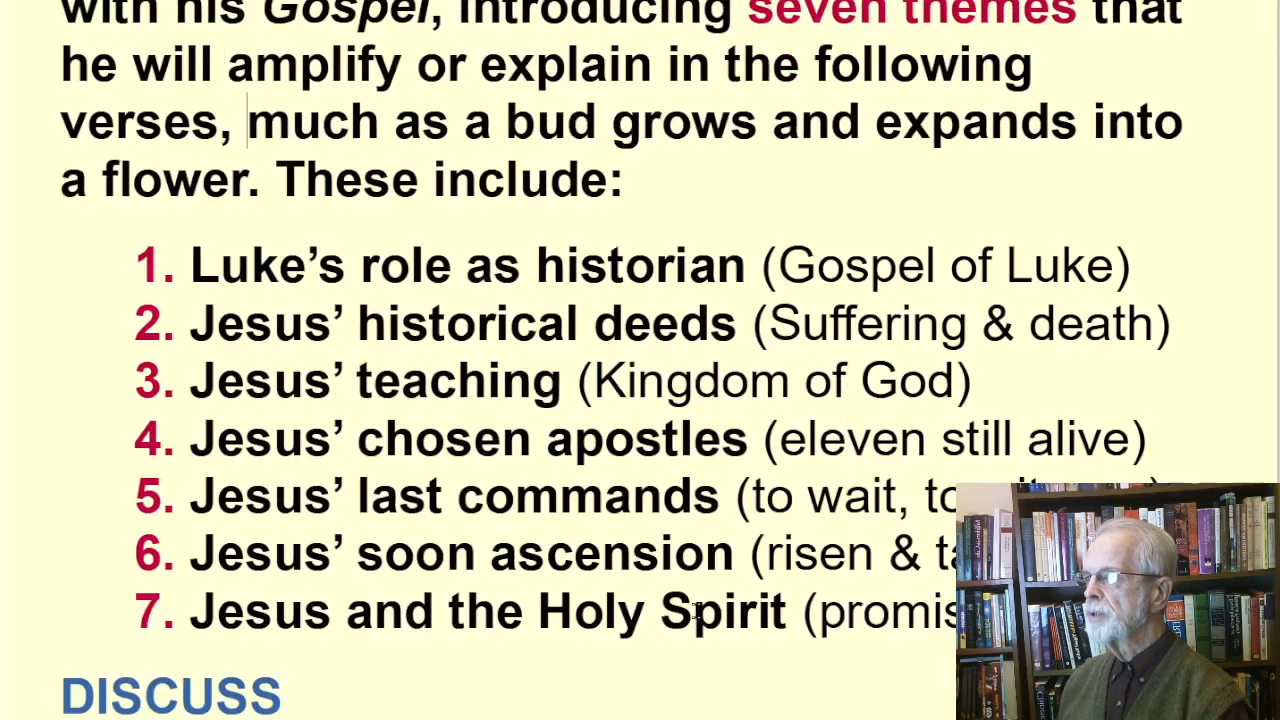 with his Gospel, introducing seven themes that
he will amplify or explain in the following
verses, much as a bud grows and expands into
a flower. These include:
1. Luke’s role as historian (Gospel of Luke)
2. Jesus’ historical deeds (Suffering & death)
3. Jesus’ teaching (Kingdom of God)
4. Jesus’ chosen apostles (eleven still alive)
5. Jesus’ last commands (to wait, to
6. Jesus’ soon ascension (risen &
7. Jesus and the Holy Spirit
DISCUSS